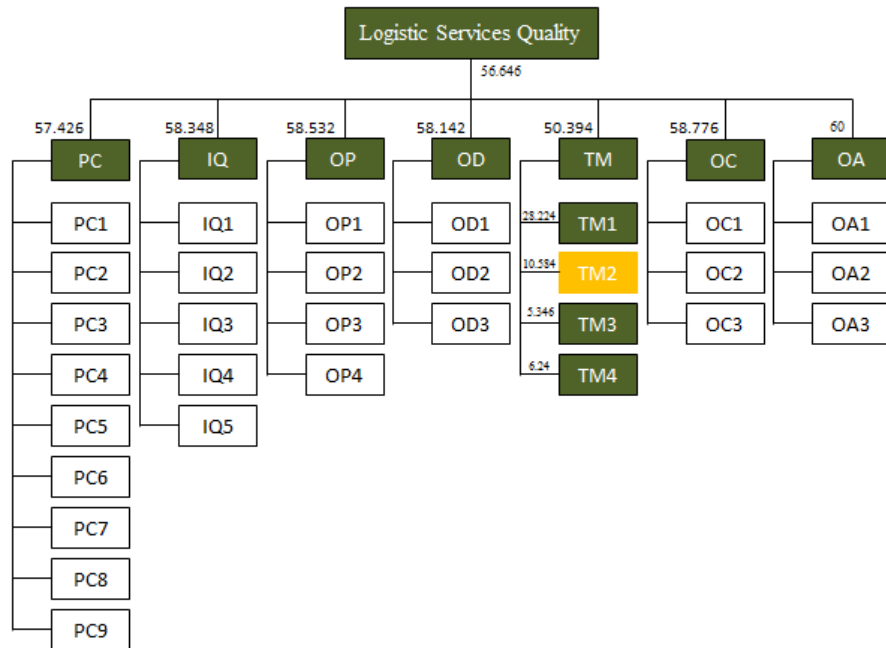 Logistic Services Quality
56.646
57.426 58.348 58.532 58.142 50.394 58.776 60
PC IQ OP OD TM OC OA
PC1 IQ1 OP1 OD1 28.224 TM1 OC1 OA1
PC2 IQ2 OP2 OD2 10.584 TM2 OC2 OA2
PC3 IQ3 OP3 OD3 5.346 TM3 OC3 OA3
PC4 IQ4 OP4 6.24 TM4
PC5 IQ5
PC6
PC7
PC8
PC9